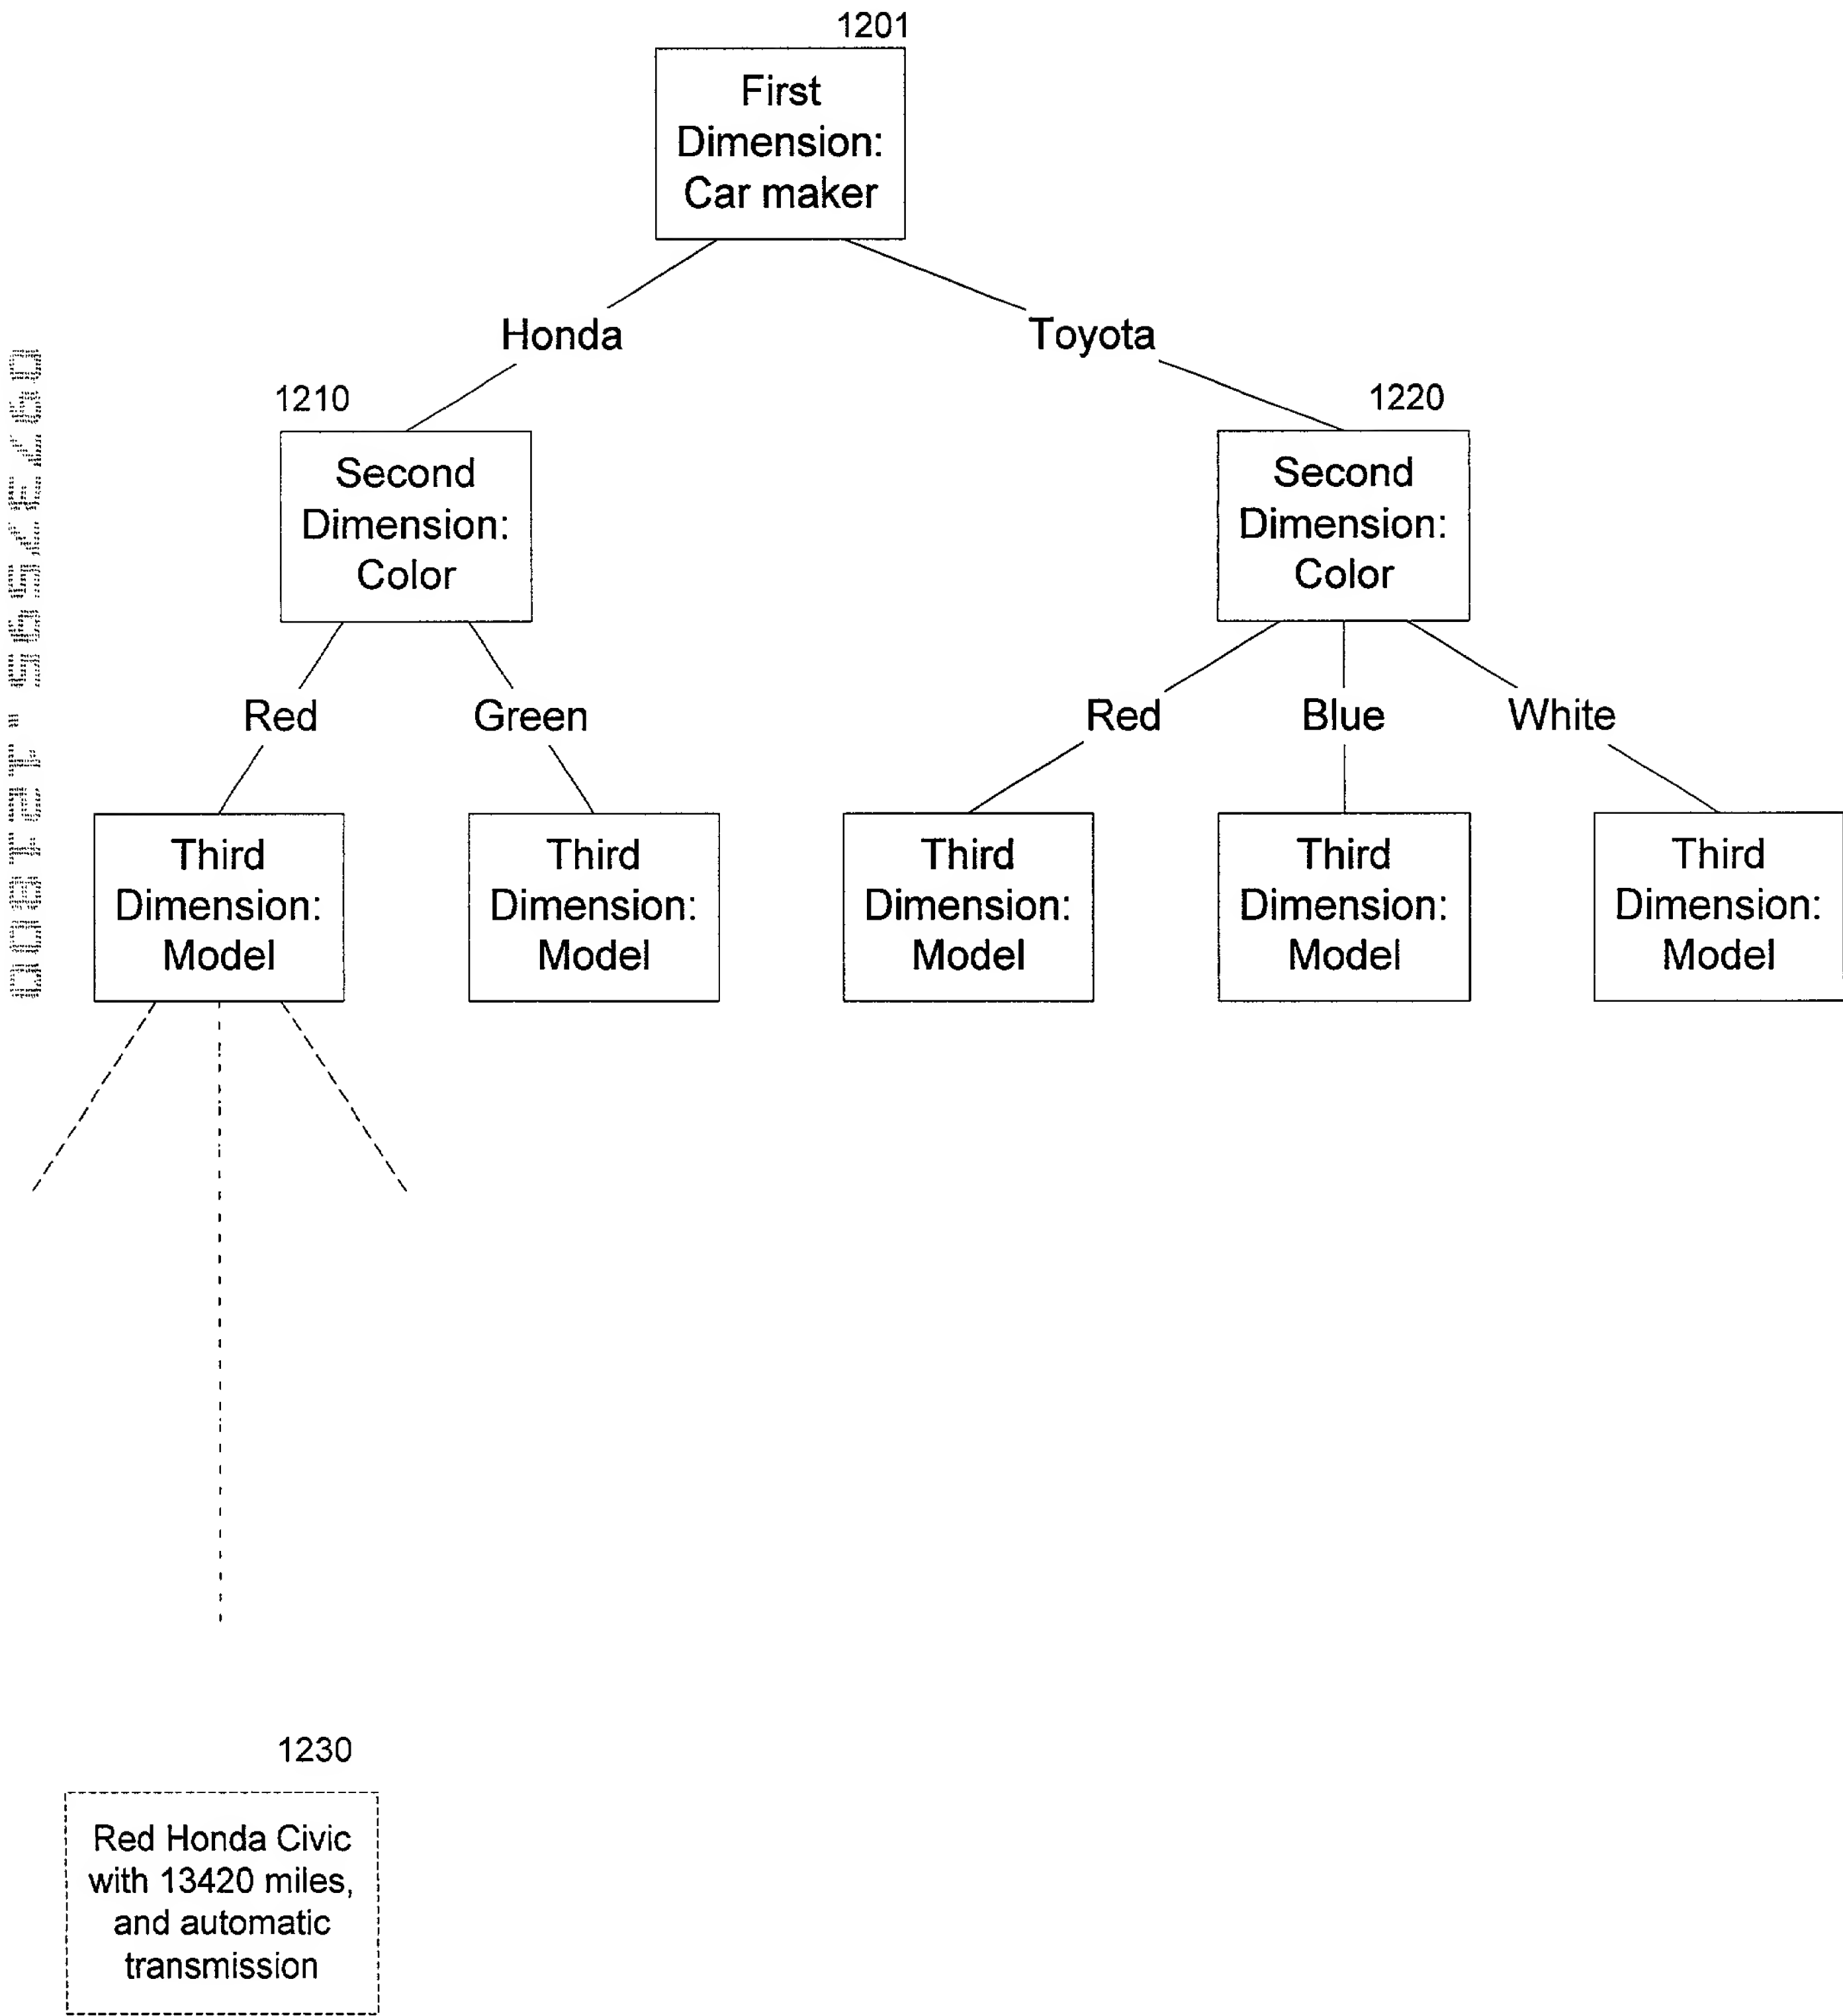 1201
First
Dimension:
Car maker
Honda
Toyota
1210
1220
Second
Dimension:
Color
Second
Dimension:
Color
Red
Green
Red
Blue
White
Third
Dimension:
Model
Third
Dimension:
Model
Third
Dimension:
Model
Third
Dimension:
Model
Third
Dimension:
Model
1230
Red Honda Civic
with 13420 miles,
and automatic
transmission